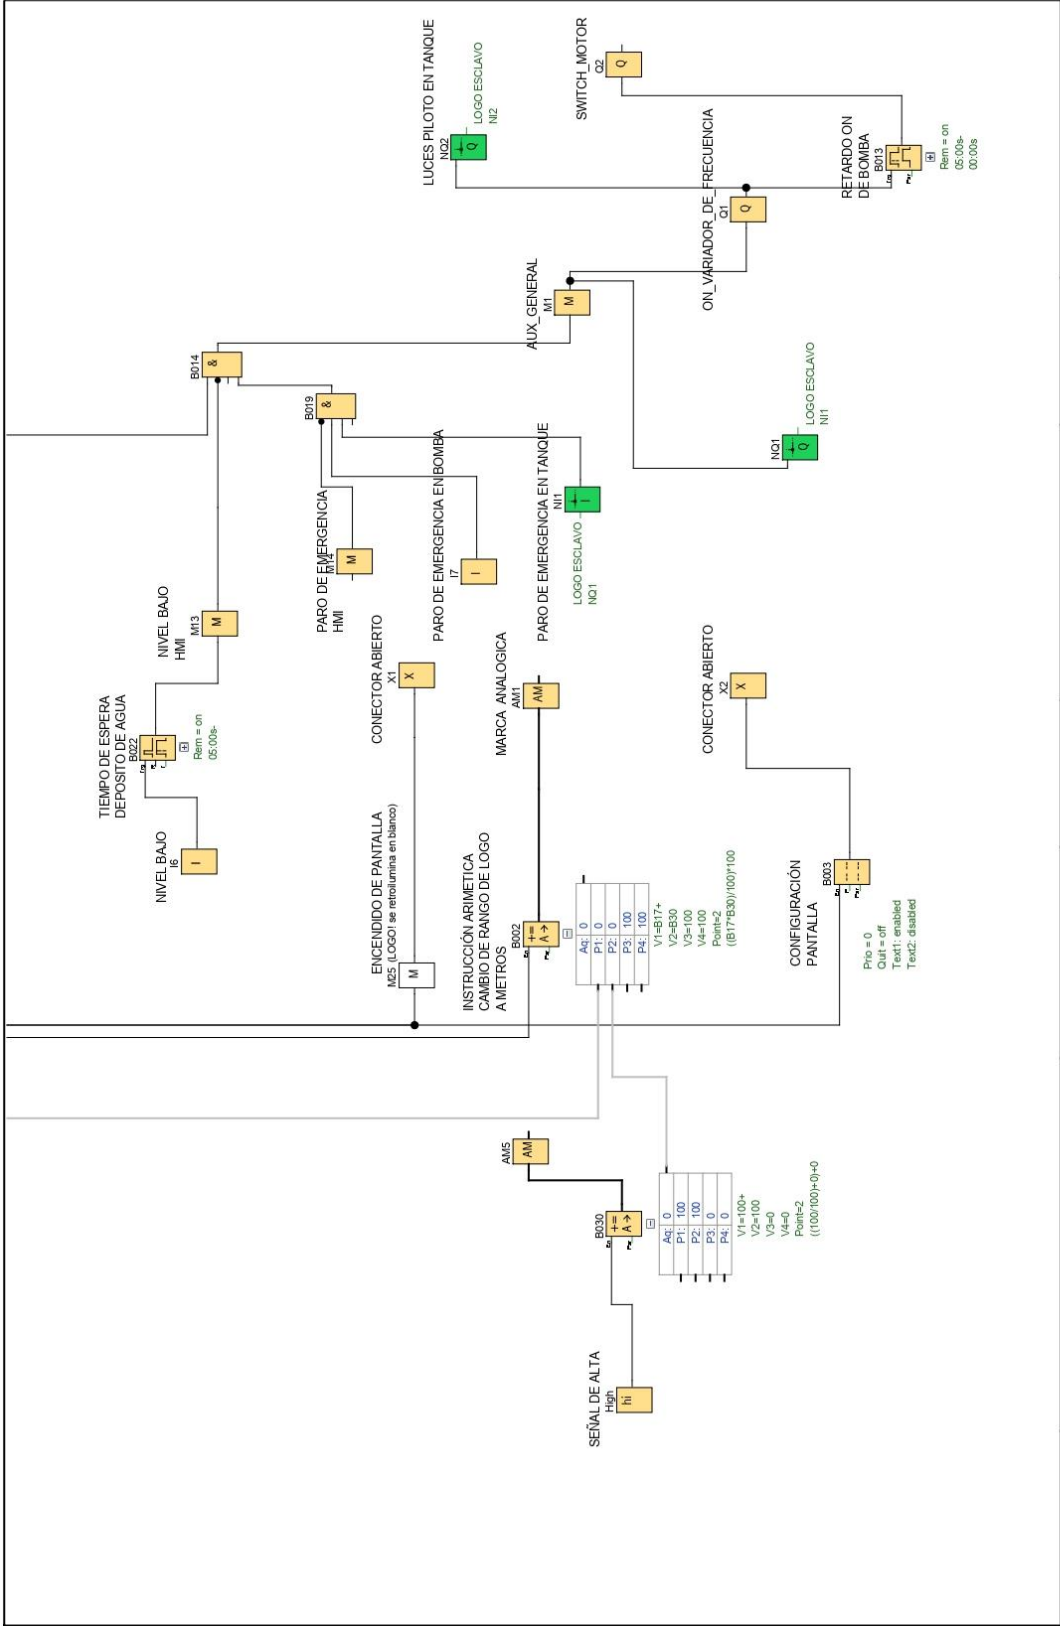 TIEMPO DE ESPERA
DEPOSITO DE AGUA
B022
Rem = on
05:00s-
NIVEL BAJO
I6
I
NIVEL BAJO
HMI
M13
M
B014
&
PARO DE EMERGENCIA
HMI
M14
M
B019
&
PARO DE EMERGENCIA EN BOMBA
I7
I
PARO DE EMERGENCIA EN TANQUE
NI1
I
LOGO ESCLAVO
NQ1
AUX_GENERAL
M1
M
LUCES PILOTO EN TANQUE
NQ2
Q
LOGO ESCLAVO
NI2
ON_VARIADOR_DE_FRECUENCIA
Q1
Q
SWITCH_MOTOR
Q2
Q
RETARDO ON
DE BOMBA
B013
Rem = on
05:00s-
00:00s
NQ1
Q
LOGO ESCLAVO
NI1
ENCENDIDO DE PANTALLA
M25 (LOGO! se retroilumina en blanco)
M
CONECTOR ABIERTO
X1
X
INSTRUCCIÓN ARIMETICA
CAMBIO DE RANGO DE LOGO
A METROS
B002
+=
A→
En
Par
Aq: 0
P1: 0
P2: 0
P3: 100
P4: 100
V1=B17+
V2=B30
V3=100
V4=100
Point=2
((B17*B30)/100)*100
MARCA ANALOGICA
AM1
AM
CONFIGURACIÓN
PANTALLA
B003
Prio = 0
Quit = off
Text1: enabled
Text2: disabled
CONECTOR ABIERTO
X2
X
SEÑAL DE ALTA
High
hi
B030
+=
A→
En
Par
Aq: 0
P1: 100
P2: 100
P3: 0
P4: 0
V1=100+
V2=100
V3=0
V4=0
Point=2
((100/100)+0)+0
AM5
AM